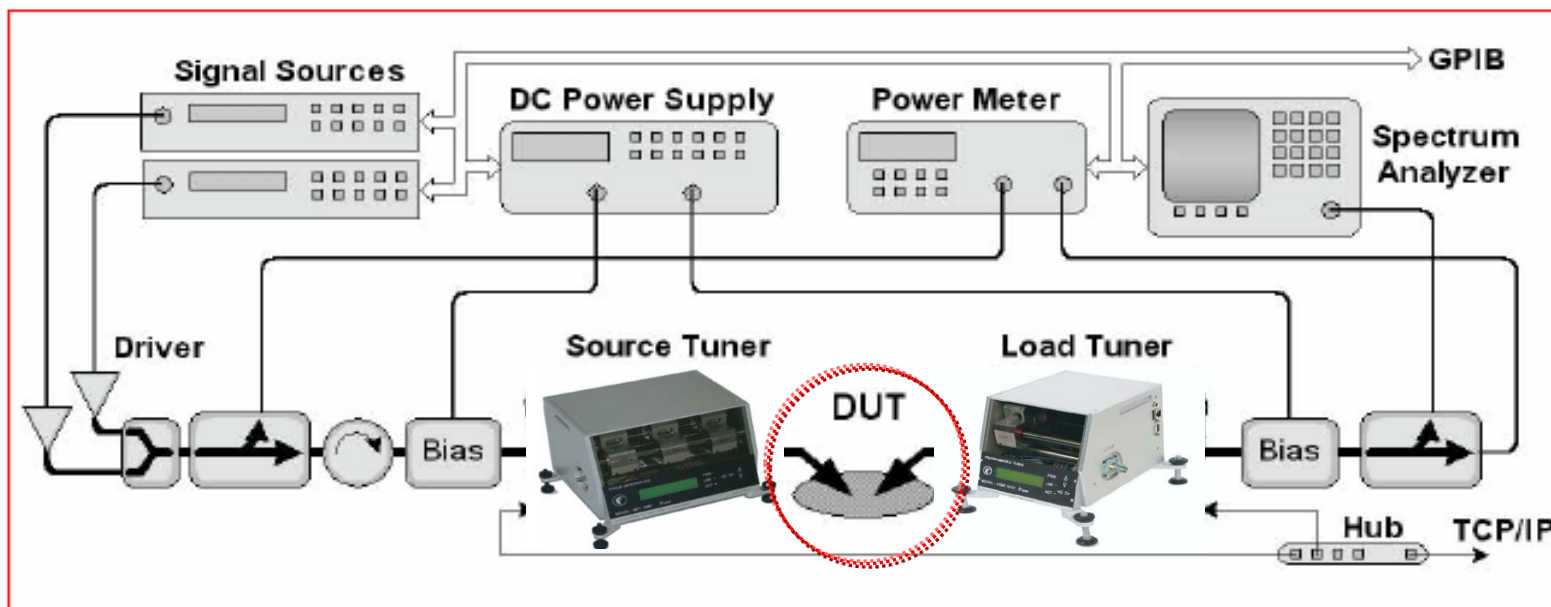 GPIB
Signal Sources
DC Power Supply
Power Meter
Spectrum
Analyzer
Driver
Source Tuner
Load Tuner
DUT
Bias
Bias
Hub
TCP/IP